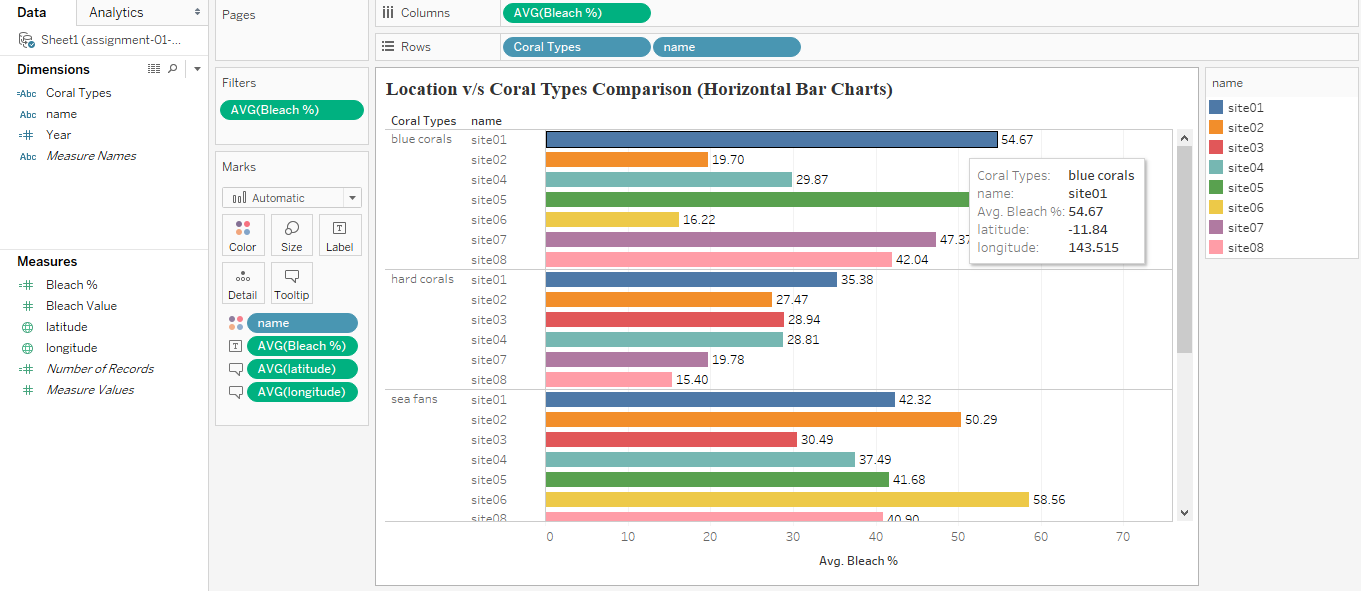 Data
Analytics
Sheet1 (assignment-01-...
Dimensions
Abc Coral Types
Abc name
Year
Abc Measure Names
Measures
Bleach %
Bleach Value
latitude
longitude
Number of Records
Measure Values
Pages
Filters
AVG(Bleach %)
Marks
Automatic
Color Size Label
Detail Tooltip
name
AVG(Bleach %)
AVG(latitude)
AVG(longitude)
Columns AVG(Bleach %)
Rows Coral Types name
Location v/s Coral Types Comparison (Horizontal Bar Charts)
Coral Types name
blue corals site01 54.67
site02 19.70
site04 29.87
site05
site06 16.22
site07 47.37
site08 42.04
hard corals site01 35.38
site02 27.47
site03 28.94
site04 28.81
site07 19.78
site08 15.40
sea fans site01 42.32
site02 50.29
site03 30.49
site04 37.49
site05 41.68
site06 58.56
site08 40.90
0 10 20 30 40 50 60 70
Avg. Bleach %
Coral Types: blue corals
name: site01
Avg. Bleach %: 54.67
latitude: -11.84
longitude: 143.515
name
site01
site02
site03
site04
site05
site06
site07
site08